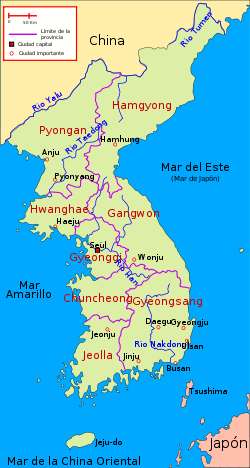 0 50 Km
Límite de la
provincia
Ciudad capital
Ciudad importante
China
Río Tumen
Río Yalu
Hamgyong
Pyongan
Río Taedong
Hamhung
Anju
Pyonyang
Mar del Este
(Mar de Japón)
Hwanghae
Gangwon
Haeju
Seúl
Gyeonggi
Wonju
Río Han
Mar
Amarillo
Chuncheong
Gyeongsang
Daegu
Gyeongju
Jeonju
Río Nakdong
Ulsan
Jeolla
Jinju
Busan
Tsushima
Jeju-do
Japón
Mar de la China Oriental